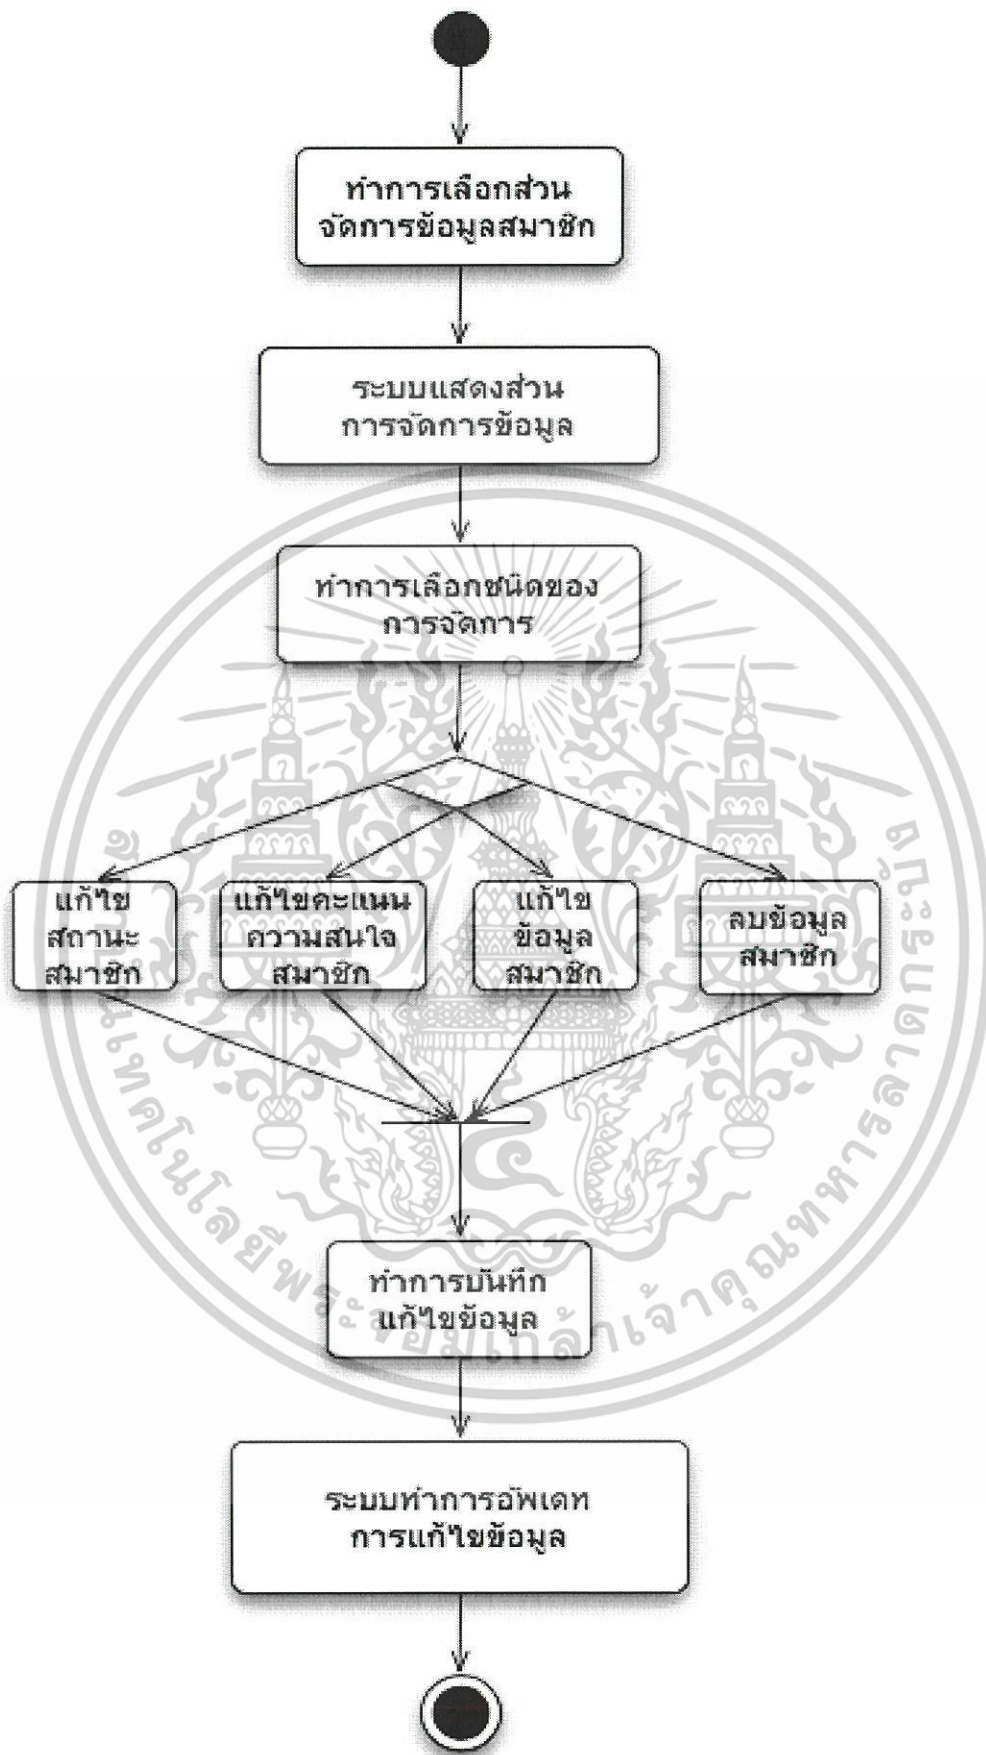 ทำการเลือกส่วน
จัดการข้อมูลสมาชิก
ระบบแสดงส่วน
การจัดการข้อมูล
ทำการเลือกชนิดของ
การจัดการ
แก้ไข
สถานะ
สมาชิก
แก้ไขคะแนน
ความสนใจ
สมาชิก
แก้ไข
ข้อมูล
สมาชิก
ลบข้อมูล
สมาชิก
ทำการบันทึก
แก้ไขข้อมูล
ระบบทำการอัพเดท
การแก้ไขข้อมูล